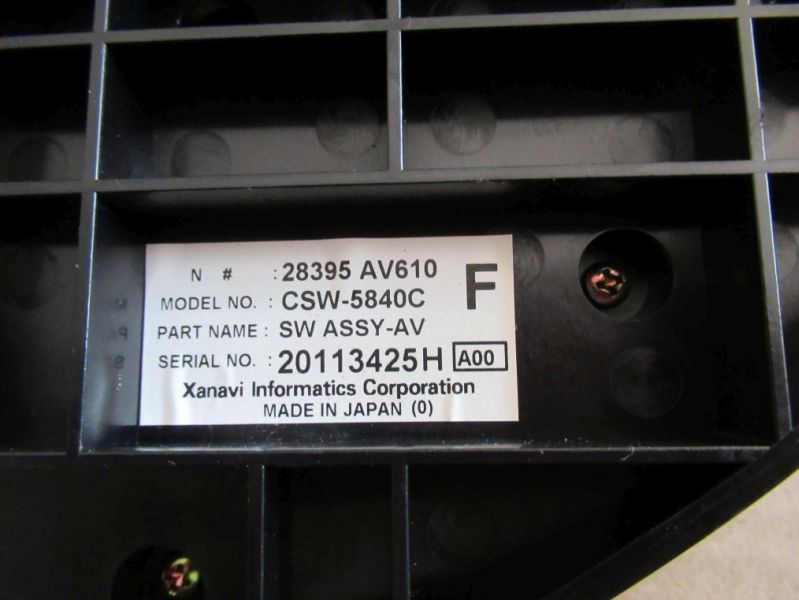 N # : 28395 AV610
F
MODEL NO. : CSW-5840C
PART NAME : SW ASSY-AV
SERIAL NO. : 20113425H A00
Xanavi Informatics Corporation
MADE IN JAPAN (0)